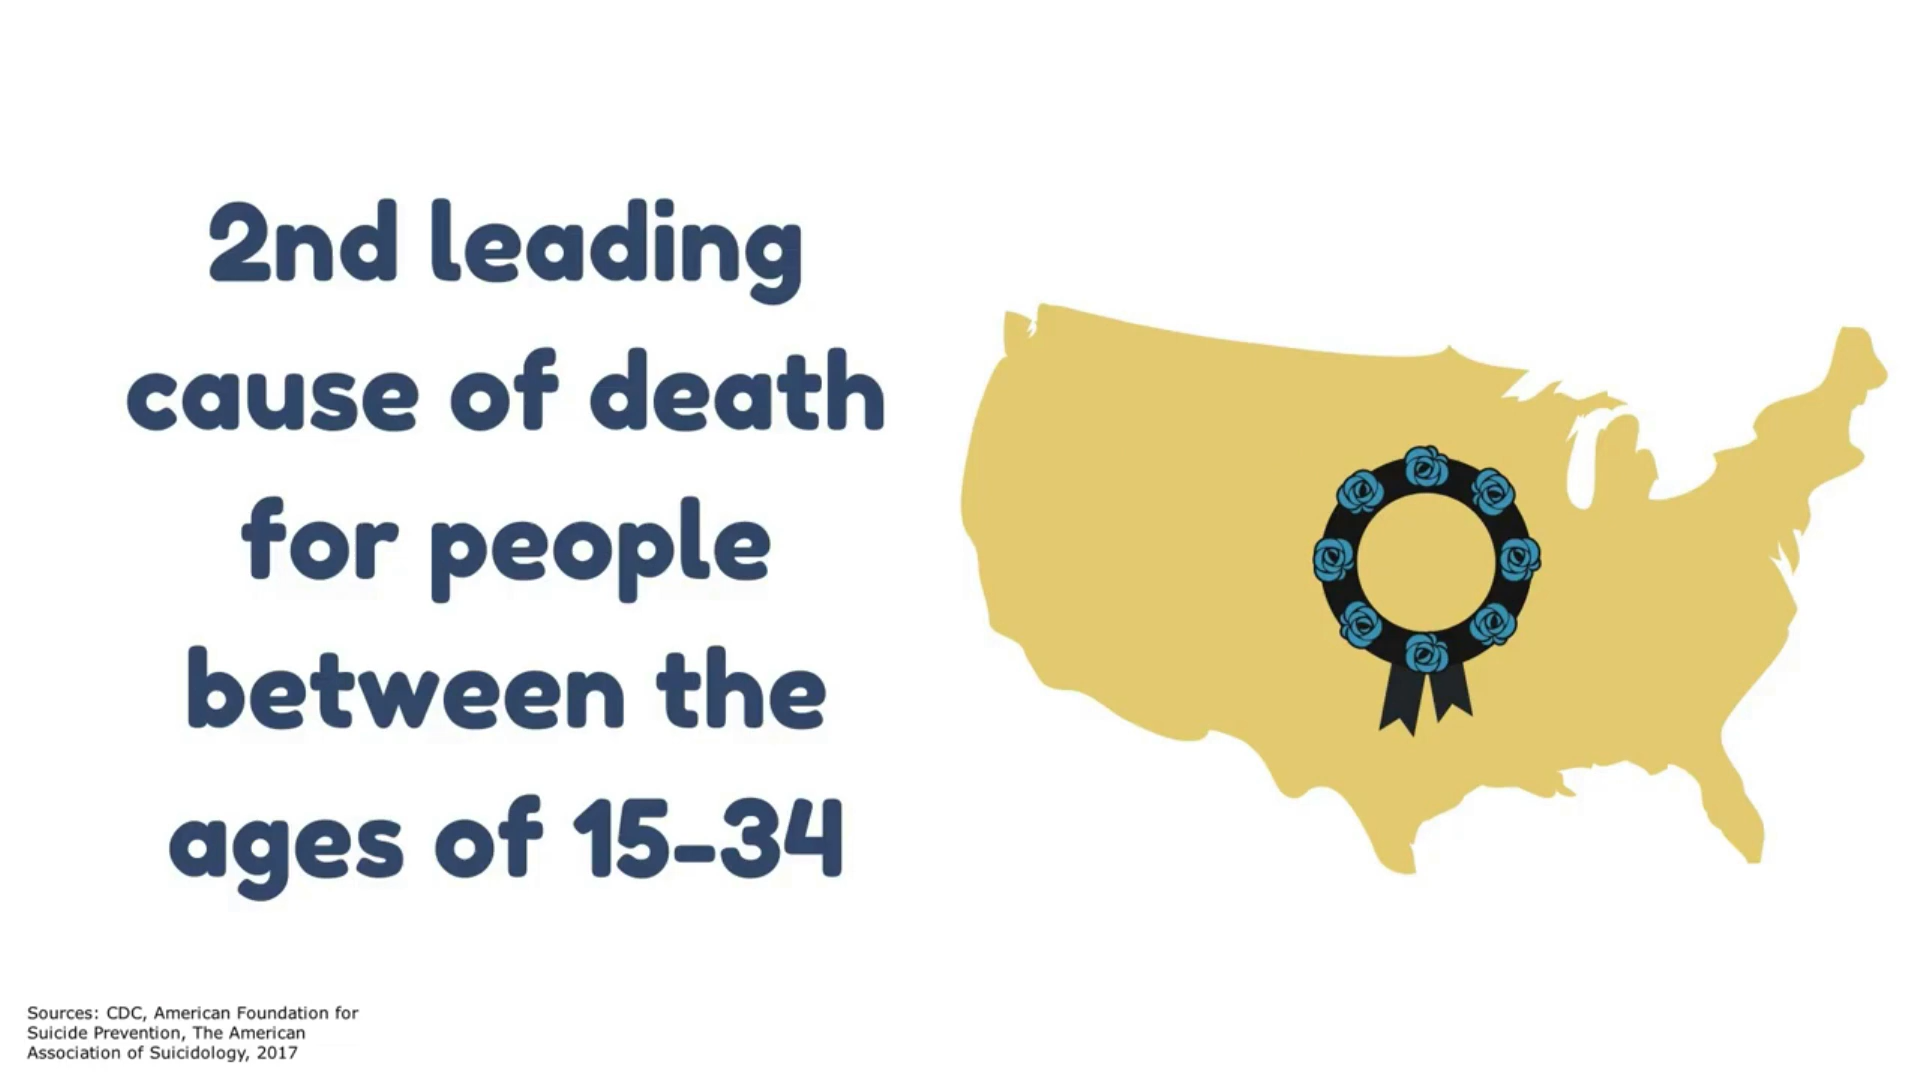 2nd leading
cause of death
for people
between the
ages of 15-34
Sources: CDC, American Foundation for
Suicide Prevention, The American
Association of Suicidology, 2017